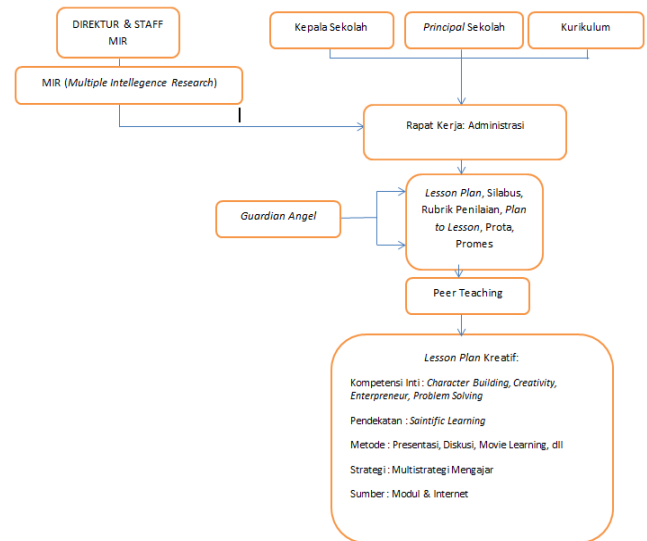 DIREKTUR & STAFF
MIR
Kepala Sekolah
Principal Sekolah
Kurikulum
MIR (Multiple Intellegence Research)
Rapat Kerja: Administrasi
Lesson Plan, Silabus,
Rubrik Penilaian, Plan
to Lesson, Prota,
Promes
Guardian Angel
Peer Teaching
Lesson Plan Kreatif:
Kompetensi Inti : Character Building, Creativity,
Enterpreneur, Problem Solving
Pendekatan : Saintific Learning
Metode : Presentasi, Diskusi, Movie Learning, dll
Strategi : Multistrategi Mengajar
Sumber : Modul & Internet